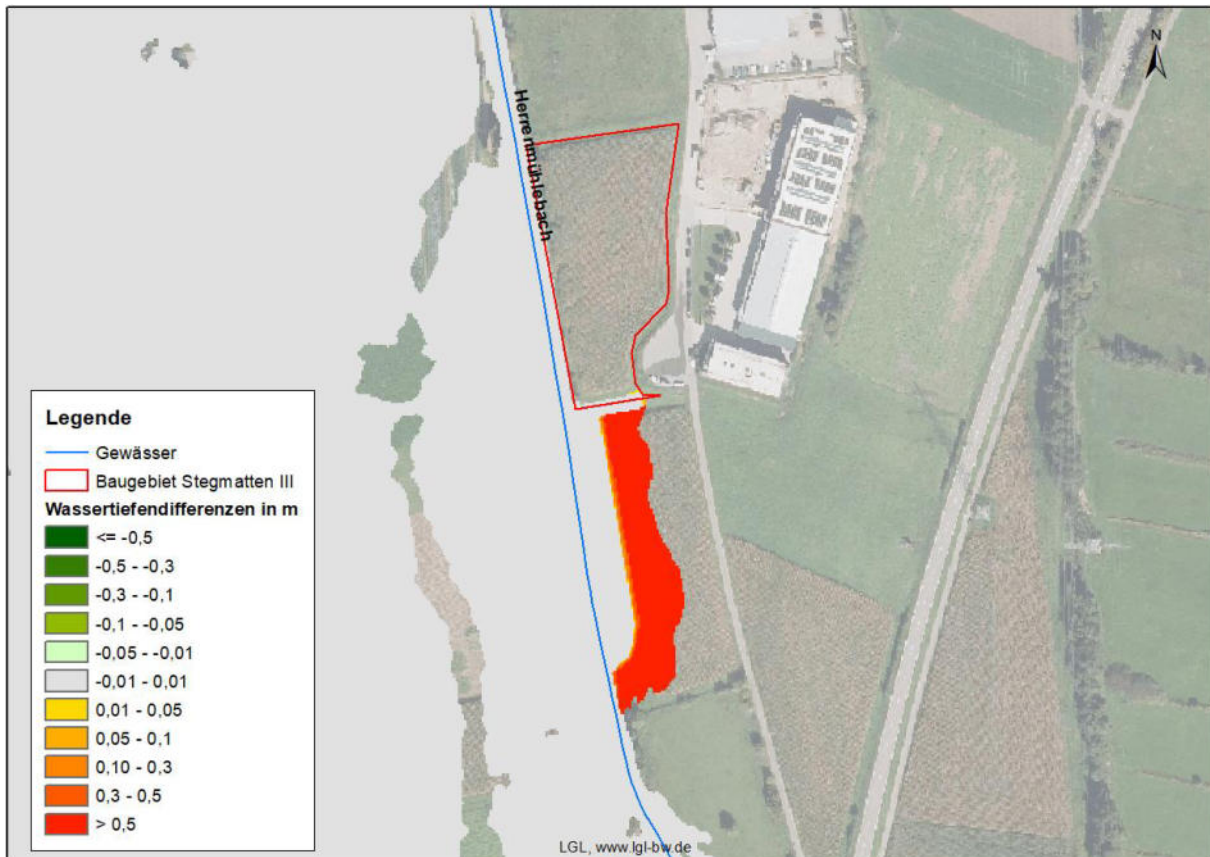 N
Herrenmühlebach
Legende
Gewässer
Baugebiet Stegmatten III
Wassertiefendifferenzen in m
<= -0,5
-0,5 - -0,3
-0,3 - -0,1
-0,1 - -0,05
-0,05 - -0,01
-0,01 - 0,01
0,01 - 0,05
0,05 - 0,1
0,10 - 0,3
0,3 - 0,5
> 0,5
LGL, www.lgl-bw.de